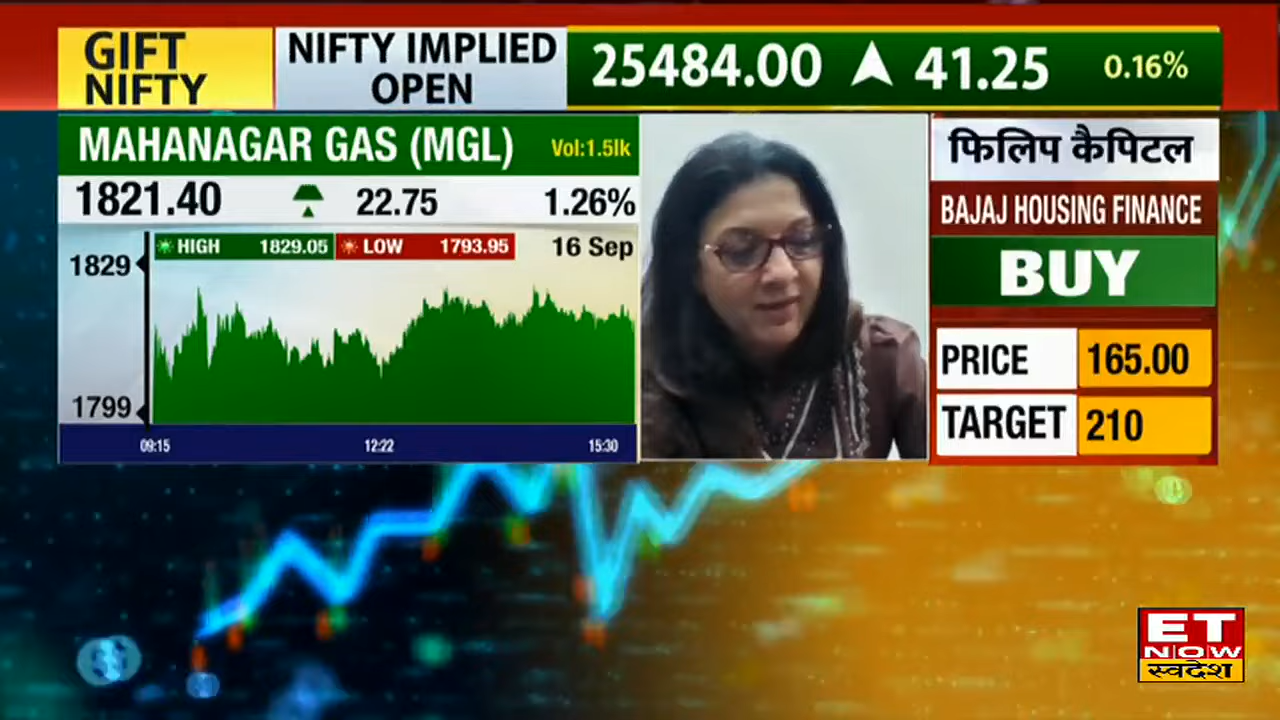 GIFT
NIFTY
NIFTY IMPLIED
OPEN
25484.00 41.25 0.16%
MAHANAGAR GAS (MGL) Vol:1.5lk
1821.40 22.75 1.26%
HIGH 1829.05 LOW 1793.95 16 Sep
1829
1799
09:15 12:22 15:30
फिलिप कैपिटल
BAJAJ HOUSING FINANCE
BUY
PRICE 165.00
TARGET 210
ET
NOW
स्वदेश